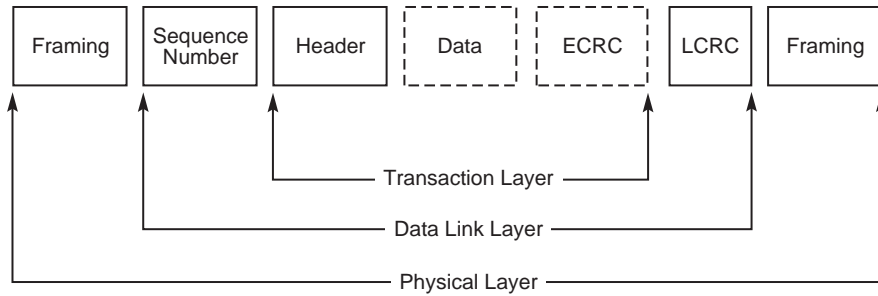 Framing
Sequence
Number
Header
Data
ECRC
LCRC
Framing
Transaction Layer
Data Link Layer
Physical Layer